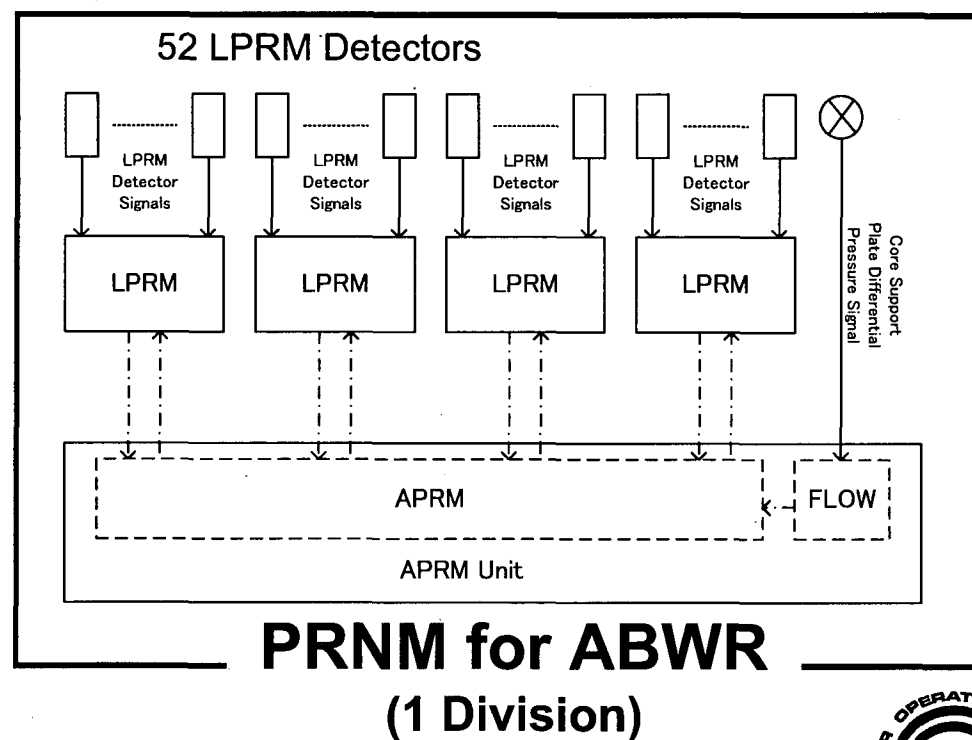 52 LPRM Detectors
LPRM
Detector
Signals
LPRM
Detector
Signals
LPRM
Detector
Signals
LPRM
Detector
Signals
LPRM
LPRM
LPRM
LPRM
Core Support
Plate Differential
Pressure Signal
APRM
FLOW
APRM Unit
PRNM for ABWR
(1 Division)